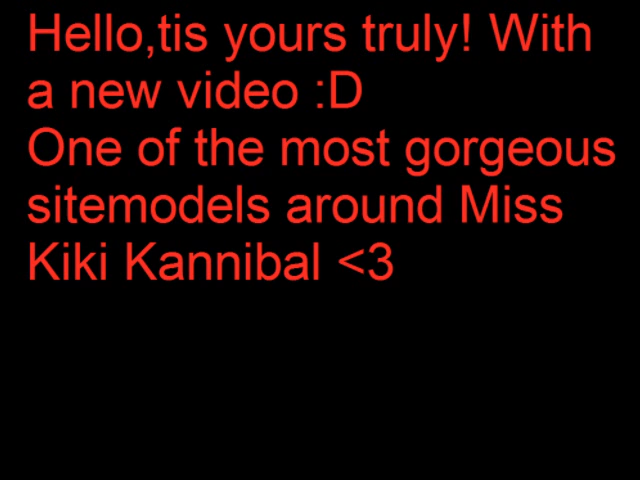 Hello,tis yours truly! With
a new video :D
One of the most gorgeous
sitemodels around Miss
Kiki Kannibal <3